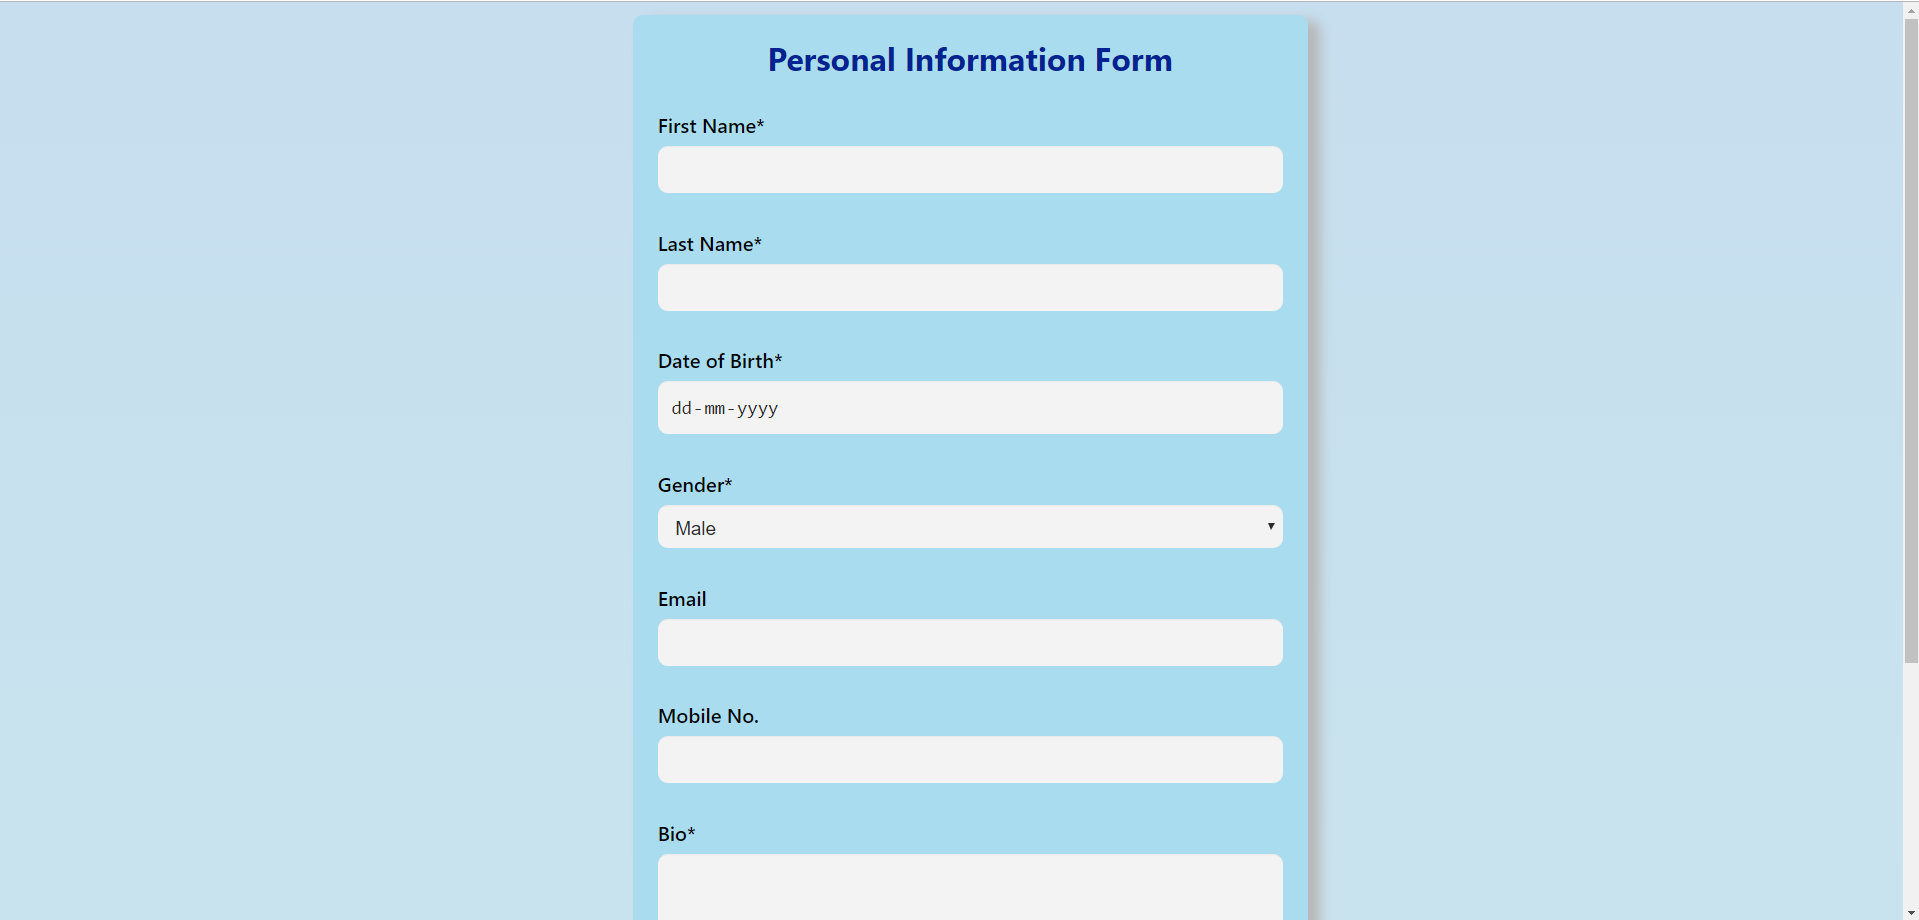 Personal Information Form
First Name*
Last Name*
Date of Birth*
dd-mm-yyyy
Gender*
Male
Email
Mobile No.
Bio*